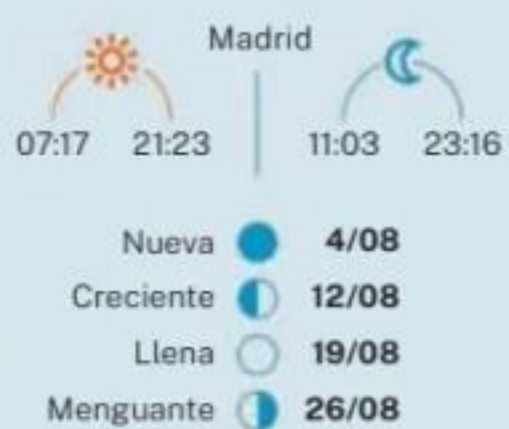 Madrid
07:17 21:23 11:03 23:16
Nueva 4/08
Creciente 12/08
Llena 19/08
Menguante 26/08